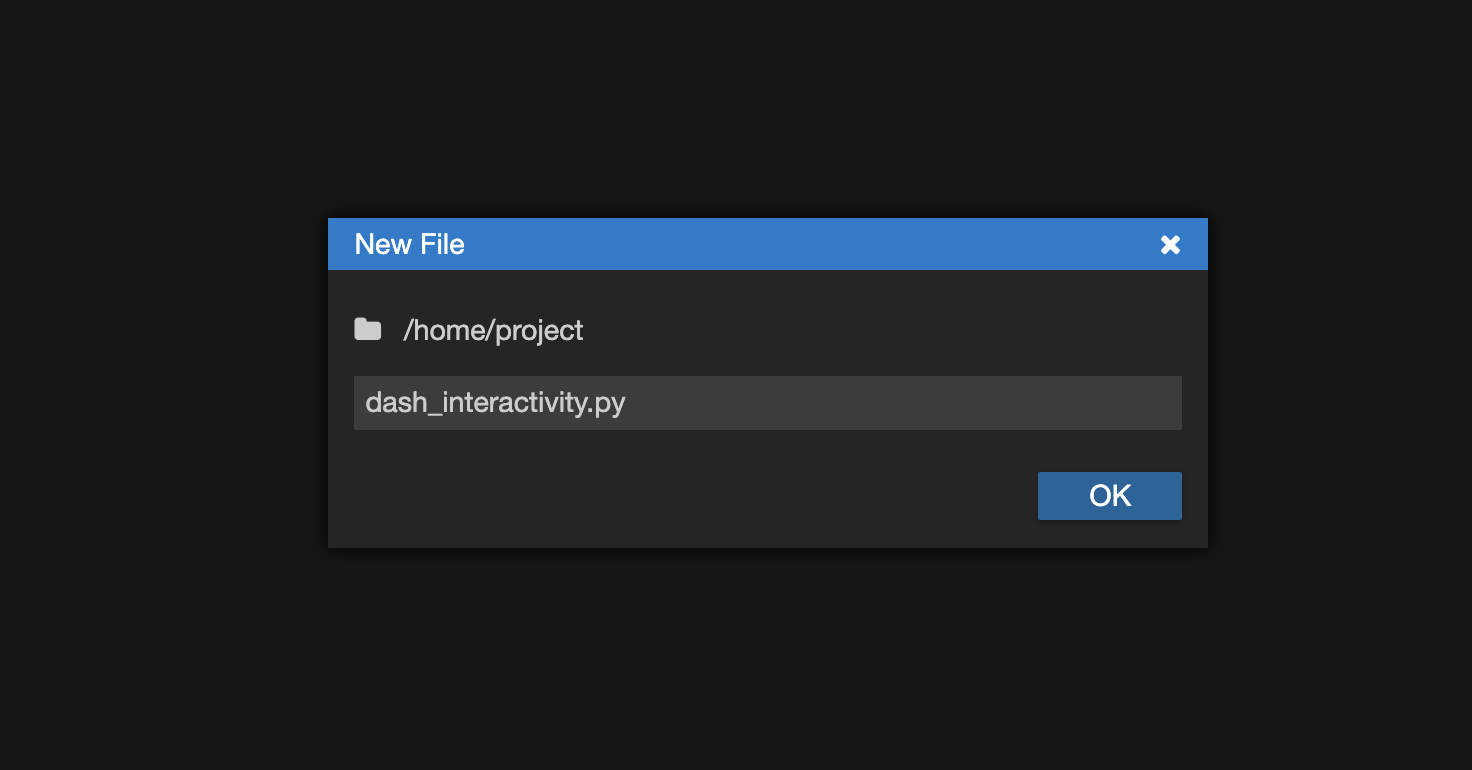 New File
/home/project
dash_interactivity.py
OK